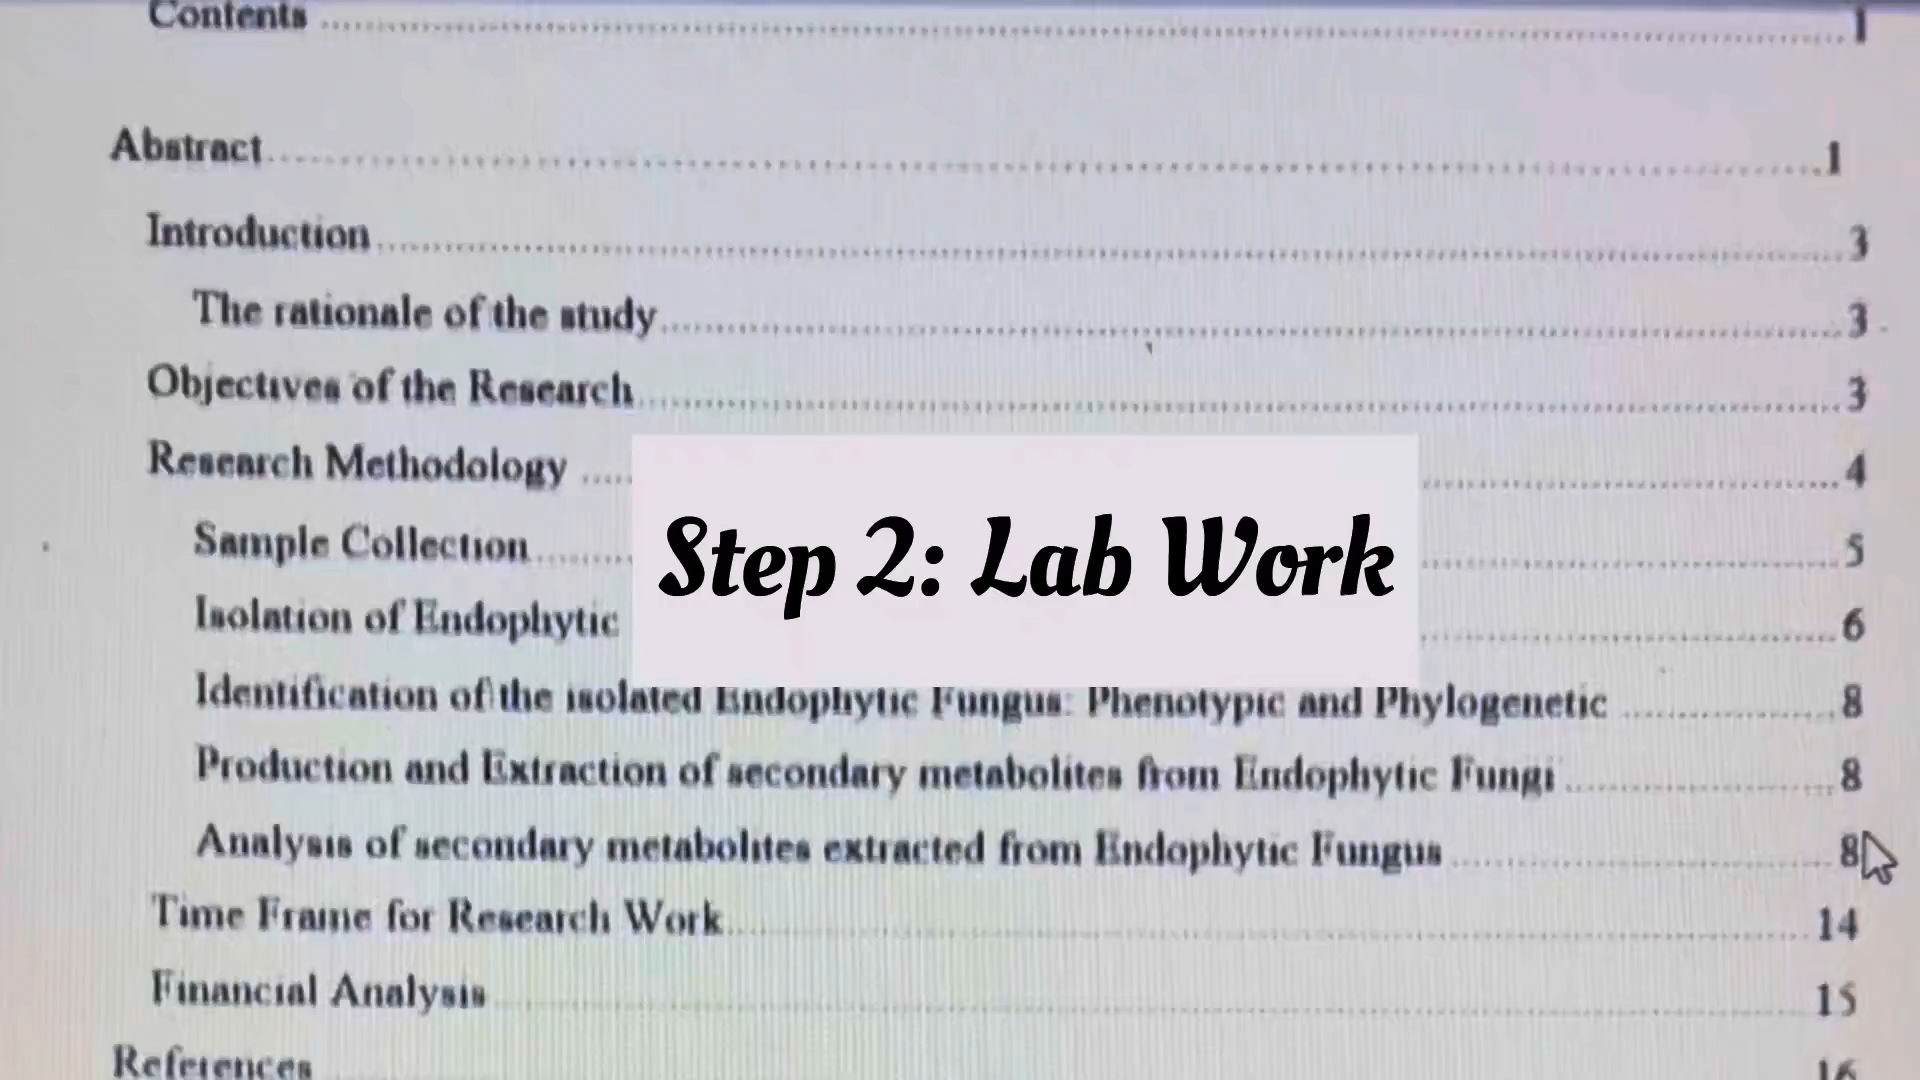 Contents ........ 1
Abstract ........ 1
Introduction ........ 3
The rationale of the study ........ 3
Objectives of the Research ........ 3
Research Methodology ........ 4
Sample Collection ........ 5
Isolation of Endophytic ........ 6
Step 2: Lab Work
Identification of the isolated Endophytic Fungus: Phenotypic and Phylogenetic ........ 8
Production and Extraction of secondary metabolites from Endophytic Fungi ........ 8
Analysis of secondary metabolites extracted from Endophytic Fungus ........ 8
Time Frame for Research Work ........ 14
Financial Analysis ........ 15
References ........ 16